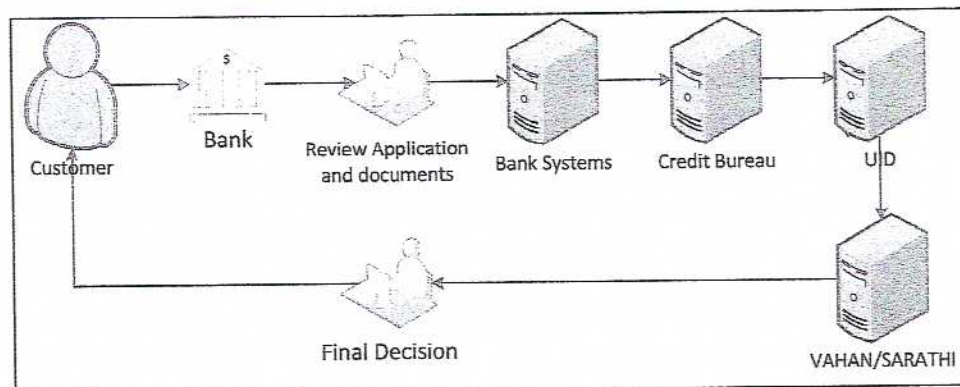 $
Customer
Bank
Review Application
and documents
Bank Systems
Credit Bureau
UID
Final Decision
VAHAN/SARATHI